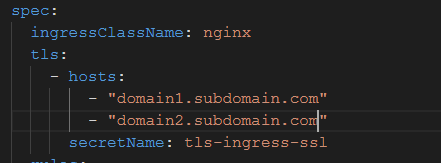 spec:
  ingressClassName: nginx
  tls:
    - hosts:
        - "domain1.subdomain.com"
        - "domain2.subdomain.com"
      secretName: tls-ingress-ssl